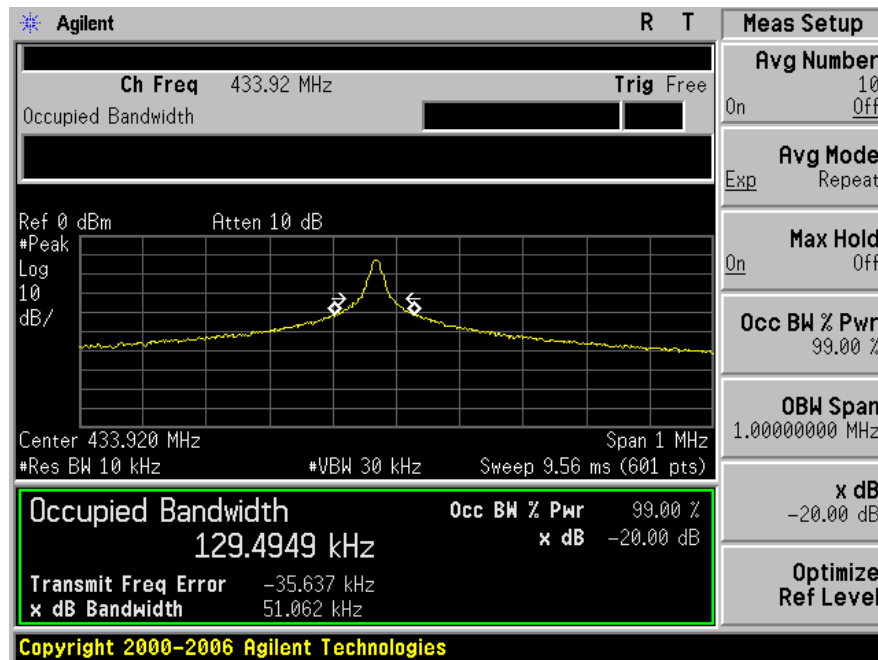 Agilent R T
Ch Freq 433.92 MHz Trig Free
Occupied Bandwidth
Ref 0 dBm Atten 10 dB
#Peak
Log
10
dB/
Center 433.920 MHz Span 1 MHz
#Res BW 10 kHz #VBW 30 kHz Sweep 9.56 ms (601 pts)
Occupied Bandwidth Occ BW % Pwr 99.00 %
129.4949 kHz x dB -20.00 dB
Transmit Freq Error -35.637 kHz
x dB Bandwidth 51.062 kHz
Copyright 2000-2006 Agilent Technologies
Meas Setup
Avg Number
10
On Off
Avg Mode
Exp Repeat
Max Hold
On Off
Occ BW % Pwr
99.00 %
OBW Span
1.00000000 MHz
x dB
-20.00 dB
Optimize
Ref Level